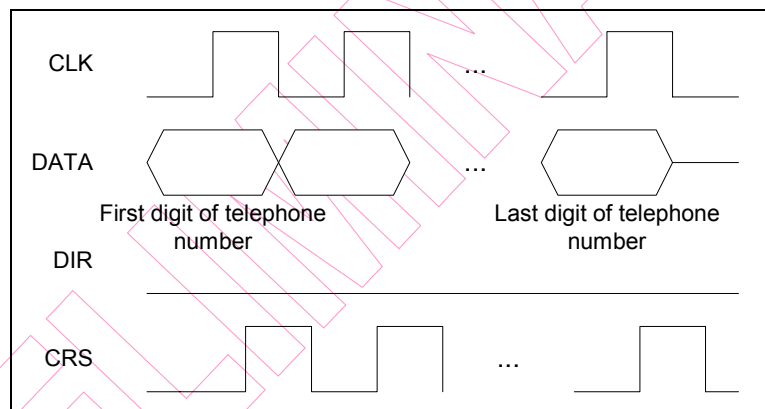 CLK
...
DATA
...
First digit of telephone
number
Last digit of telephone
number
DIR
CRS
...